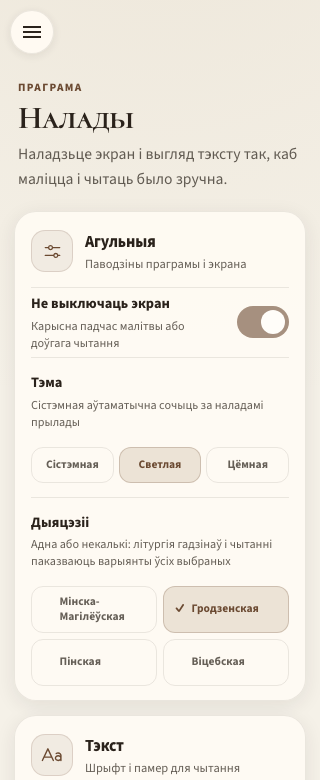 ПРАГРАМА
Налады
Наладзьце экран і выгляд тэксту так, каб
маліцца і чытаць было зручна.
Агульныя
Паводзіны праграмы і экрана
Не выключаць экран
Карысна падчас малітвы або
доўгага чытання
Тэма
Сістэмная аўтаматычна сочыць за наладамі
прылады
Сістэмная
Светлая
Цёмная
Дыяцэзіі
Адна або некалькі: літургія гадзінаў і чытанні
паказваюць варыянты ўсіх выбраных
Мінска-
Магілёўская
Гродзенская
Пінская
Віцебская
Aa
Тэкст
Шрыфт і памер для чытання